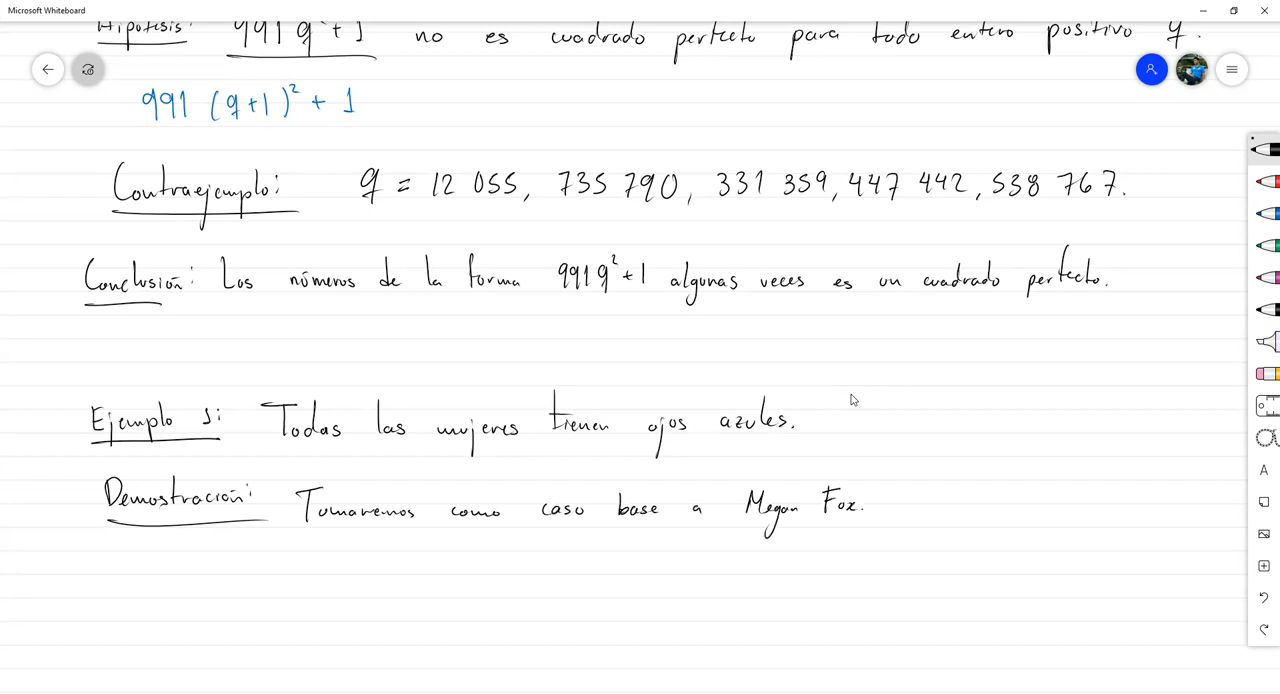 Microsoft Whiteboard
Hipótesis: 991 q² + 1 no es cuadrado perfecto para todo entero positivo q.
991 (q+1)² + 1
Contraejemplo: q = 12 055, 735 790, 331 359, 447 442, 538 767.
Conclusión: Los números de la forma 991q² + 1 algunas veces es un cuadrado perfecto.
Ejemplo 1: Todas las mujeres tienen ojos azules.
Demostración: Tomaremos como caso base a Megan Fox.
A